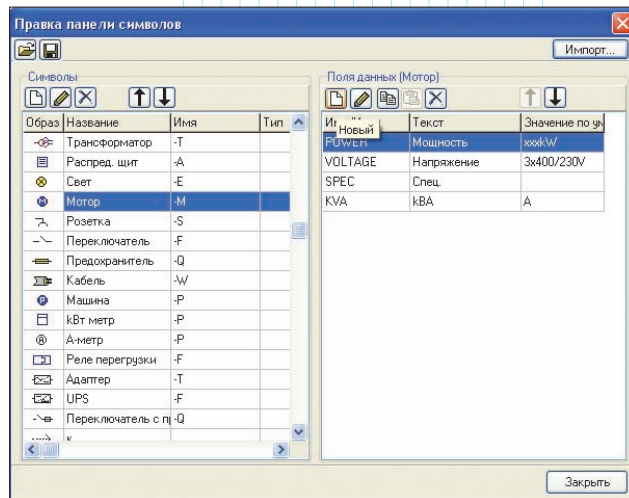 Правка панели символов
Импорт...
Символы
Образ Название Имя Тип
Трансформатор -T
Распред. щит -A
Свет -E
Мотор -M
Розетка -S
Переключатель -F
Предохранитель -Q
Кабель -W
Машина -P
kВт метр -P
А-метр -P
Реле перегрузки -F
Адаптер -T
UPS -F
Переключатель с п -Q
Поля данных (Мотор)
Новый
Текст Значение по ум
POWER Мощность xxxkW
VOLTAGE Напряжение 3x400/230V
SPEC Спец.
KVA kВА A
Закрыть